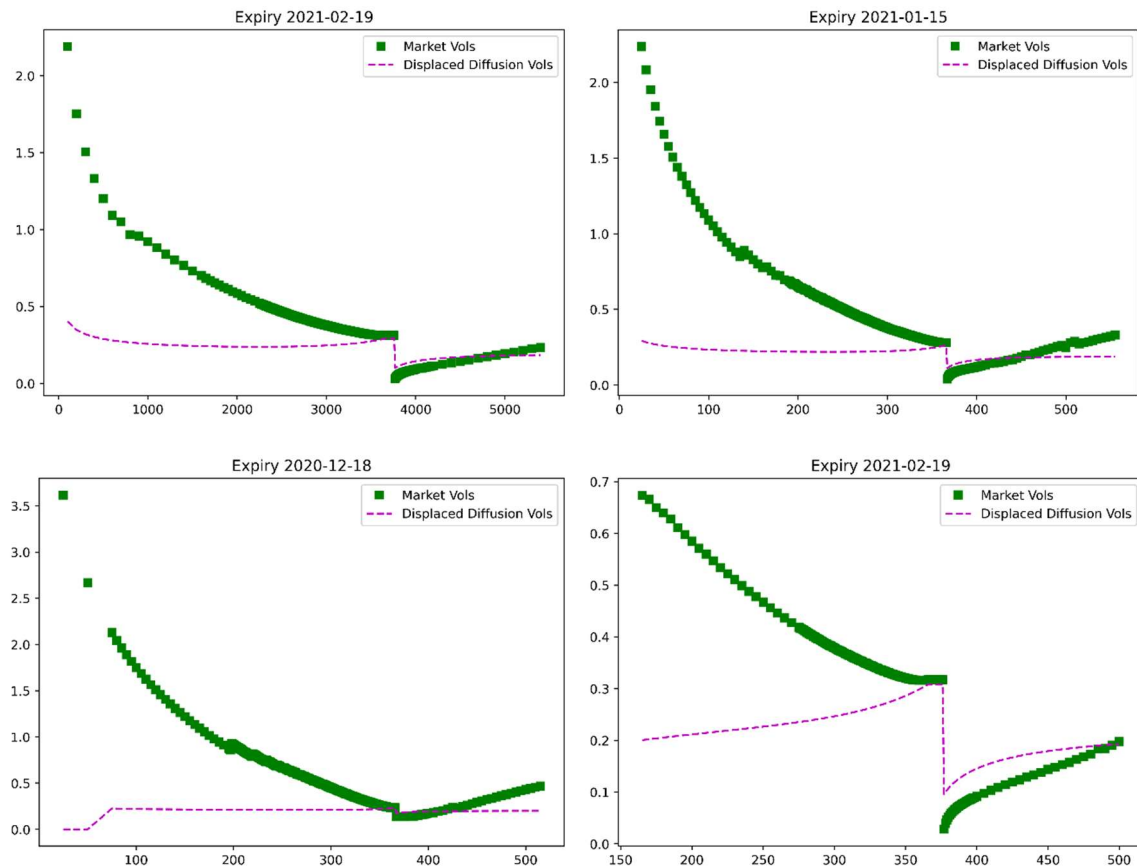 Expiry 2021-02-19
Market Vols
Displaced Diffusion Vols
2.0
1.5
1.0
0.5
0.0
0 1000 2000 3000 4000 5000
Expiry 2021-01-15
Market Vols
Displaced Diffusion Vols
2.0
1.5
1.0
0.5
0.0
0 100 200 300 400 500
Expiry 2020-12-18
Market Vols
Displaced Diffusion Vols
3.5
3.0
2.5
2.0
1.5
1.0
0.5
0.0
100 200 300 400 500
Expiry 2021-02-19
0.7
Market Vols
Displaced Diffusion Vols
0.6
0.5
0.4
0.3
0.2
0.1
0.0
150 200 250 300 350 400 450 500